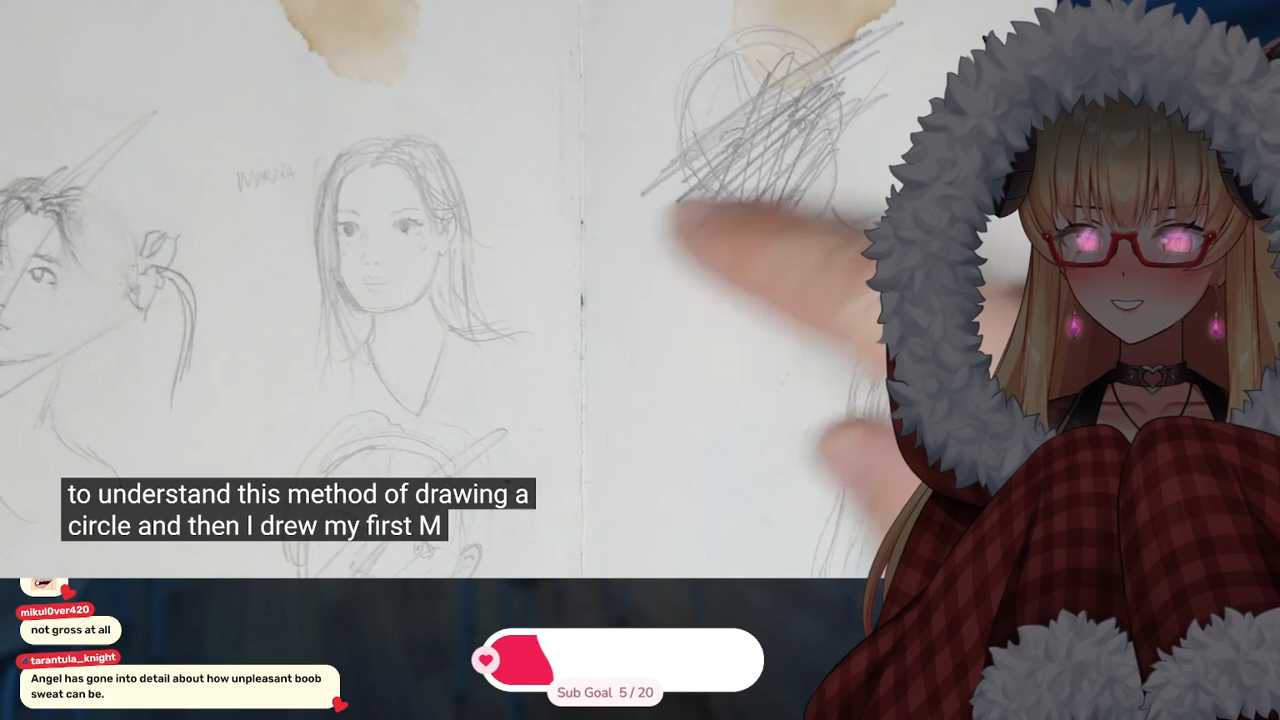 to understand this method of drawing a
circle and then I drew my first M
mikul0ver420
not gross at all
tarantula_knight
Angel has gone into detail about how unpleasant boob
sweat can be.
Sub Goal 5 / 20